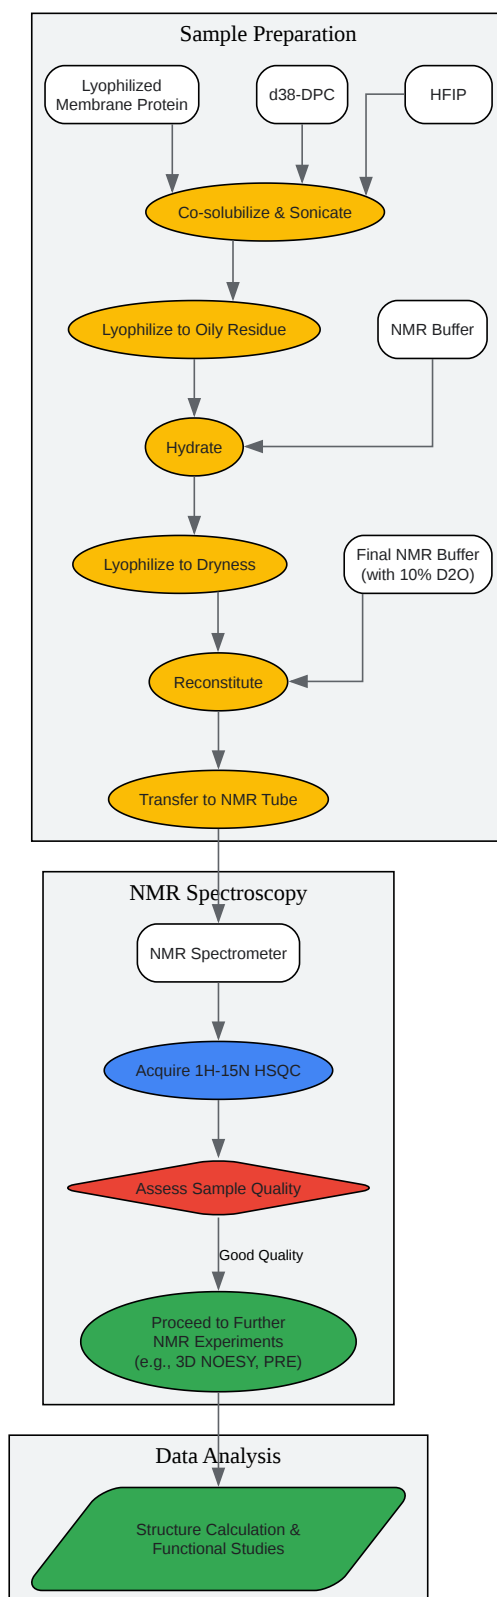 Sample Preparation
Lyophilized
Membrane Protein
d38-DPC
HFIP
Co-solubilize & Sonicate
Lyophilize to Oily Residue
NMR Buffer
Hydrate
Lyophilize to Dryness
Final NMR Buffer
(with 10% D2O)
Reconstitute
Transfer to NMR Tube
NMR Spectroscopy
NMR Spectrometer
Acquire 1H-15N HSQC
Assess Sample Quality
Good Quality
Proceed to Further
NMR Experiments
(e.g., 3D NOESY, PRE)
Data Analysis
Structure Calculation &
Functional Studies